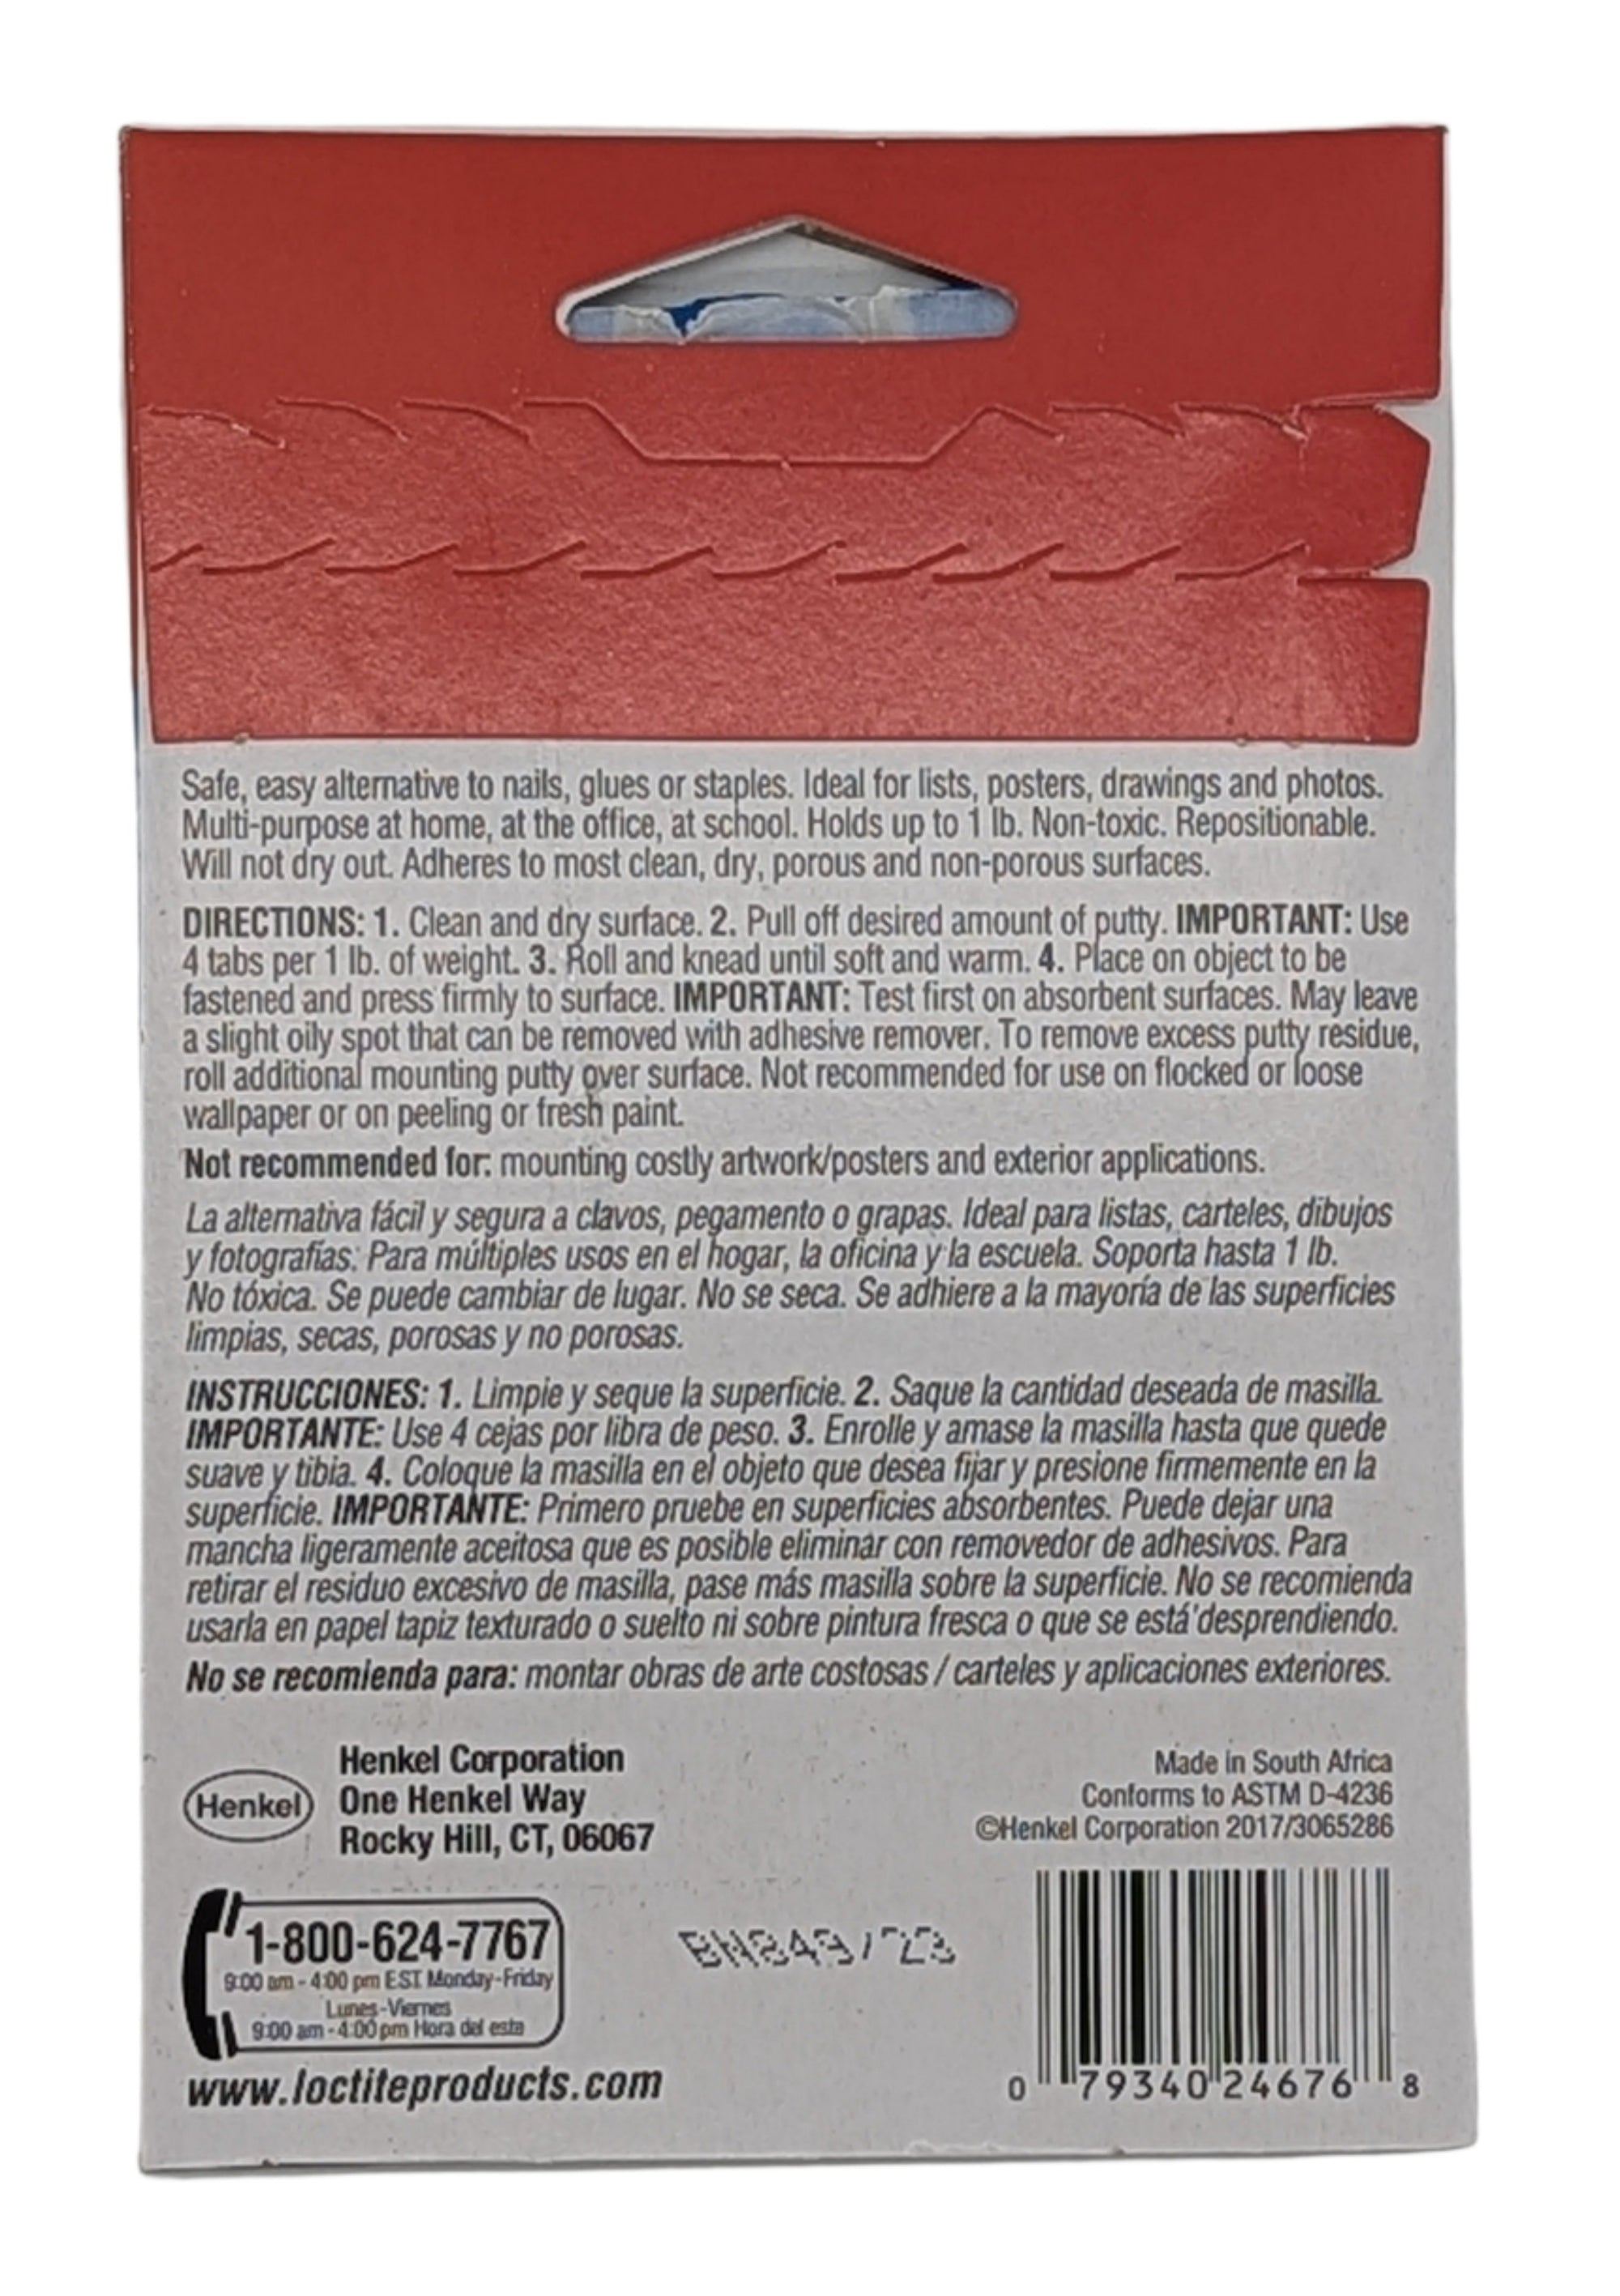 Safe, easy alternative to nails, glues or staples. Ideal for lists, posters, drawings and photos.
Multi-purpose at home, at the office, at school. Holds up to 1 lb. Non-toxic. Repositionable.
Will not dry out. Adheres to most clean, dry, porous and non-porous surfaces.
DIRECTIONS: 1. Clean and dry surface. 2. Pull off desired amount of putty. IMPORTANT: Use
4 tabs per 1 lb. of weight. 3. Roll and knead until soft and warm. 4. Place on object to be
fastened and press firmly to surface. IMPORTANT: Test first on absorbent surfaces. May leave
a slight oily spot that can be removed with adhesive remover. To remove excess putty residue,
roll additional mounting putty over surface. Not recommended for use on flocked or loose
wallpaper or on peeling or fresh paint.
Not recommended for: mounting costly artwork/posters and exterior applications.
La alternativa fácil y segura a clavos, pegamento o grapas. Ideal para listas, carteles, dibujos
y fotografías. Para múltiples usos en el hogar, la oficina y la escuela. Soporta hasta 1 lb.
No tóxica. Se puede cambiar de lugar. No se seca. Se adhiere a la mayoría de las superficies
limpias, secas, porosas y no porosas.
INSTRUCCIONES: 1. Limpie y seque la superficie. 2. Saque la cantidad deseada de masilla.
IMPORTANTE: Use 4 cejas por libra de peso. 3. Enrolle y amase la masilla hasta que quede
suave y tibia. 4. Coloque la masilla en el objeto que desea fijar y presione firmemente en la
superficie. IMPORTANTE: Primero pruebe en superficies absorbentes. Puede dejar una
mancha ligeramente aceitosa que es posible eliminar con removedor de adhesivos. Para
retirar el residuo excesivo de masilla, pase más masilla sobre la superficie. No se recomienda
usarla en papel tapiz texturado o suelto ni sobre pintura fresca o que se está desprendiendo.
No se recomienda para: montar obras de arte costosas / carteles y aplicaciones exteriores.
Henkel
Henkel Corporation
One Henkel Way
Rocky Hill, CT, 06067
Made in South Africa
Conforms to ASTM D-4236
©Henkel Corporation 2017/3065286
1-800-624-7767
9:00 am - 4:00 pm EST Monday-Friday
Lunes-Viernes
9:00 am - 4:00 pm Hora del este
www.loctiteproducts.com
0 79340 24676 8